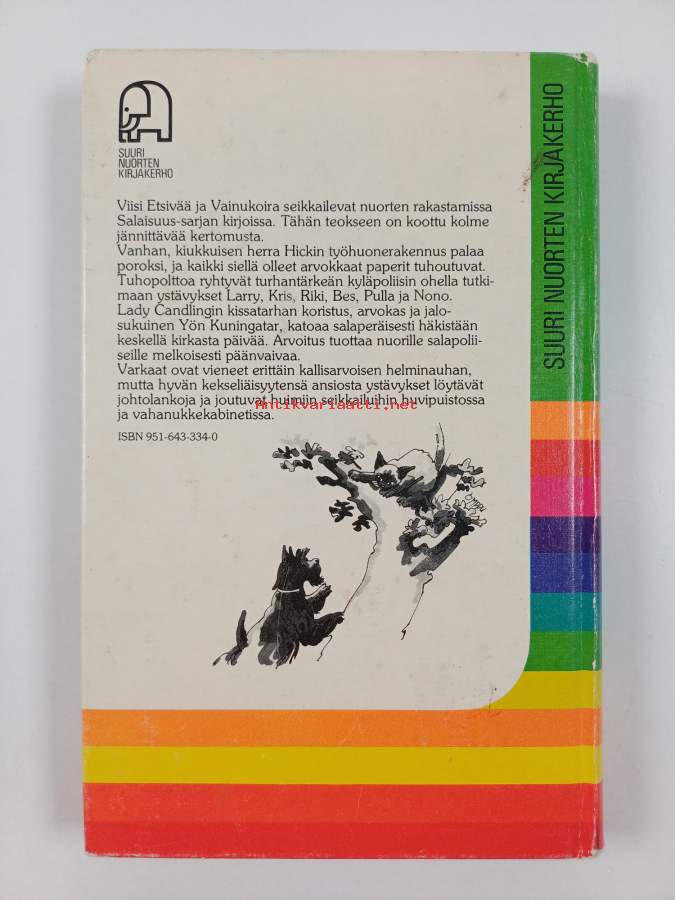 SUURI
NUORTEN
KIRJAKERHO
SUURI NUORTEN KIRJAKERHO
Viisi Etsivää ja Vainukoira seikkailevat nuorten rakastamissa
Salaisuus-sarjan kirjoissa. Tähän teokseen on koottu kolme
jännittävää kertomusta.
Vanhan, kiukkuisen herra Hickin työhuonerakennus palaa
poroksi, ja kaikki siellä olleet arvokkaat paperit tuhoutuvat.
Tuhopolttoa ryhtyvät turhantärkeän kyläpoliisin ohella tutki-
maan ystävykset Larry, Kris, Riki, Bes, Pulla ja Nono.
Lady Candlingin kissatarhan koristus, arvokas ja jalo-
sukuinen Yön Kuningatar, katoaa salaperäisesti häkistään
keskellä kirkasta päivää. Arvoitus tuottaa nuorille salapolii-
seille melkoisesti päänvaivaa.
Varkaat ovat vieneet erittäin kallisarvoisen helminauhan,
mutta hyvän kekseliäisyytensä ansiosta ystävykset löytävät
johtolankoja ja joutuvat huimiin seikkailuihin huvipuistossa
ja vahanukkekabinetissa.
Antikvariaatti.net
ISBN 951-643-334-0